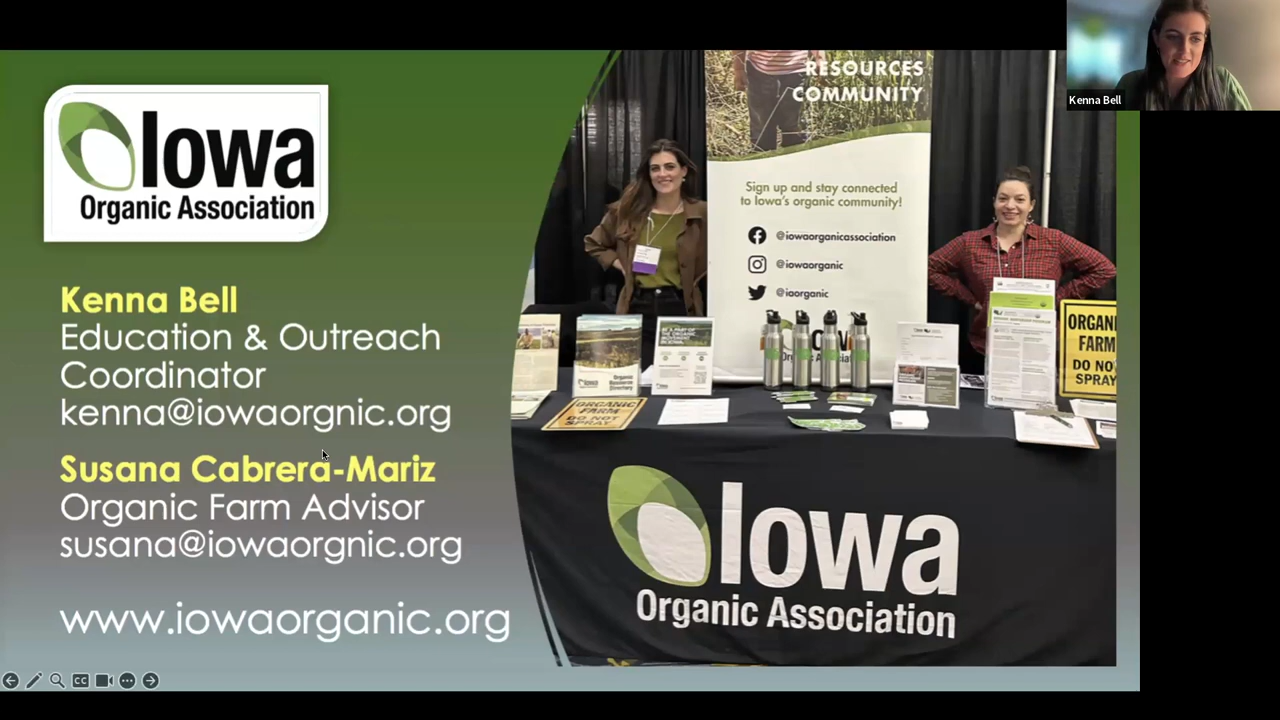 Iowa
Organic Association
Kenna Bell
Education & Outreach
Coordinator
kenna@iowaorgnic.org
Susana Cabrera-Mariz
Organic Farm Advisor
susana@iowaorgnic.org
www.iowaorganic.org
RESOURCES
COMMUNITY
Sign up and stay connected
to Iowa's organic community!
@iowaorganicassociation
@iowaorganic
@iaorganic
ORGANIC
FARM
DO NOT
SPRAY
ORGANI
FARM
DO NO
SPRAY
Iowa
Organic Association
Kenna Bell
CC